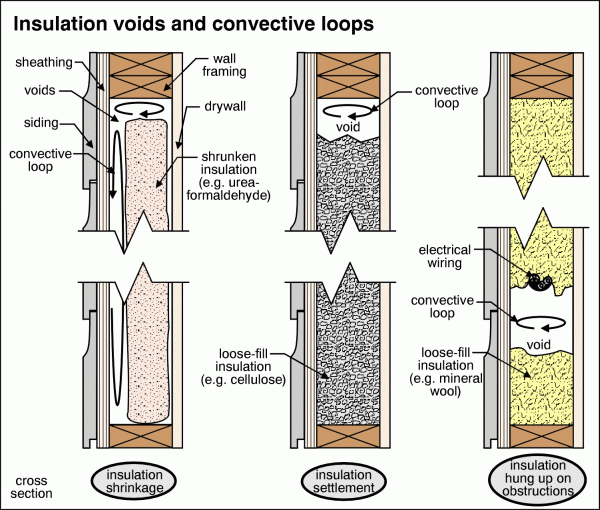 Insulation voids and convective loops
sheathing
voids
siding
convective
loop
wall
framing
drywall
shrunken
insulation
(e.g. urea-
formaldehyde)
void
convective
loop
loose-fill
insulation
(e.g. cellulose)
electrical
wiring
convective
loop
void
loose-fill
insulation
(e.g. mineral
wool)
cross
section
insulation
shrinkage
insulation
settlement
insulation
hung up on
obstructions